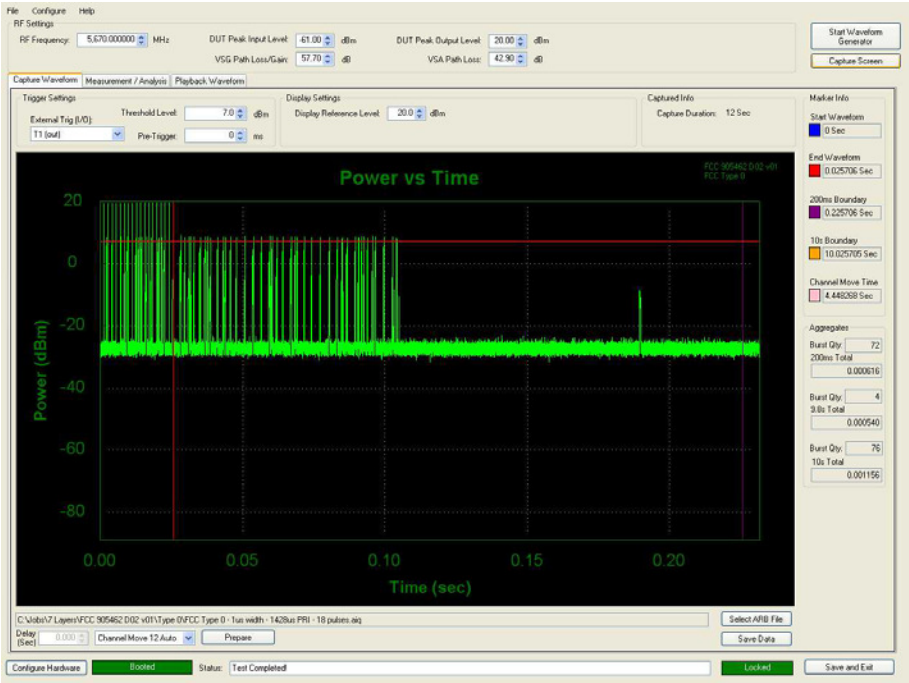 File Configure Help
RF Settings
RF Frequency: 5,670.000000 MHz DUT Peak Input Level: -61.00 dBm DUT Peak Output Level: 20.00 dBm
VSG Path Loss/Gain: 57.70 dB VSA Path Loss: 42.90 dB
Start Waveform Generator
Capture Screen
Capture Waveform Measurement / Analysis Playback Waveform
Trigger Settings
External Trig (I/O): Threshold Level: 7.0 dBm
T1 (out) Pre-Trigger: 0 ms
Display Settings
Display Reference Level: 20.0 dBm
Captured Info
Capture Duration: 12 Sec
Marker Info
Start Waveform
0 Sec
End Waveform
0.025706 Sec
200ms Boundary
0.225706 Sec
10s Boundary
10.025705 Sec
Channel Move Time
4.448268 Sec
Aggregates
Burst Qty: 72
200ms Total
0.000616
Burst Qty: 4
9.8s Total
0.000540
Burst Qty: 76
10s Total
0.001156
Power vs Time
FCC 905462 D02 v01
FCC Type 0
20
0
-20
-40
-60
-80
Power (dBm)
0.00 0.05 0.10 0.15 0.20
Time (sec)
C:\Jobs\7 Layers\FCC 905462 D02 v01\Type 0\FCC Type 0 - 1us width - 1428us PRI - 18 pulses.aiq
Select ARB File
Delay (Sec) 0.000 Channel Move 12 Auto Prepare
Save Data
Configure Hardware Booted Status: Test Completed! Locked Save and Exit